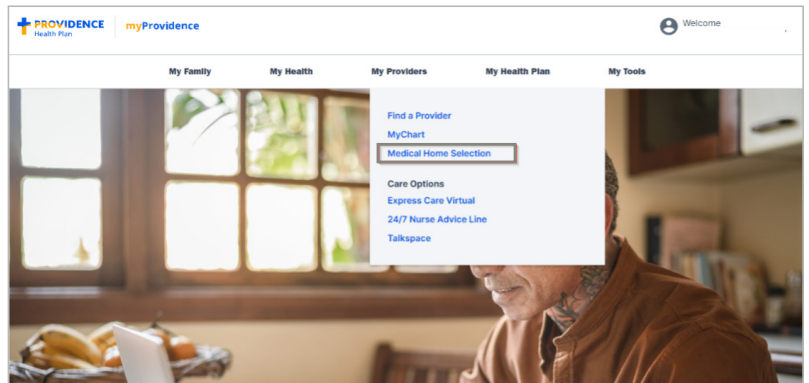 PROVIDENCE
Health Plan
myProvidence
Welcome
My Family
My Health
My Providers
My Health Plan
My Tools
Find a Provider
MyChart
Medical Home Selection
Care Options
Express Care Virtual
24/7 Nurse Advice Line
Talkspace